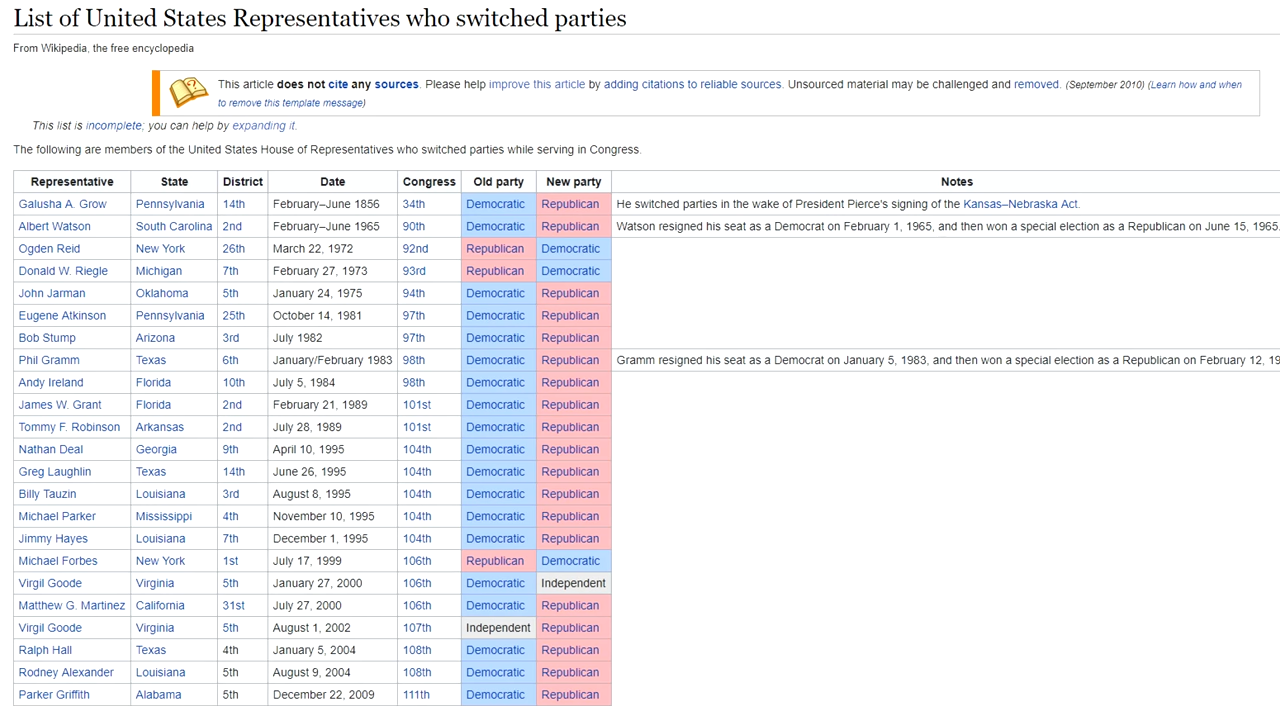 List of United States Representatives who switched parties
From Wikipedia, the free encyclopedia
This article does not cite any sources. Please help improve this article by adding citations to reliable sources. Unsourced material may be challenged and removed. (September 2010) (Learn how and when
to remove this template message)
This list is incomplete; you can help by expanding it.
The following are members of the United States House of Representatives who switched parties while serving in Congress.
Representative State District Date Congress Old party New party Notes
Galusha A. Grow Pennsylvania 14th February–June 1856 34th Democratic Republican He switched parties in the wake of President Pierce's signing of the Kansas–Nebraska Act.
Albert Watson South Carolina 2nd February–June 1965 90th Democratic Republican Watson resigned his seat as a Democrat on February 1, 1965, and then won a special election as a Republican on June 15, 1965.
Ogden Reid New York 26th March 22, 1972 92nd Republican Democratic
Donald W. Riegle Michigan 7th February 27, 1973 93rd Republican Democratic
John Jarman Oklahoma 5th January 24, 1975 94th Democratic Republican
Eugene Atkinson Pennsylvania 25th October 14, 1981 97th Democratic Republican
Bob Stump Arizona 3rd July 1982 97th Democratic Republican
Phil Gramm Texas 6th January/February 1983 98th Democratic Republican Gramm resigned his seat as a Democrat on January 5, 1983, and then won a special election as a Republican on February 12, 19
Andy Ireland Florida 10th July 5, 1984 98th Democratic Republican
James W. Grant Florida 2nd February 21, 1989 101st Democratic Republican
Tommy F. Robinson Arkansas 2nd July 28, 1989 101st Democratic Republican
Nathan Deal Georgia 9th April 10, 1995 104th Democratic Republican
Greg Laughlin Texas 14th June 26, 1995 104th Democratic Republican
Billy Tauzin Louisiana 3rd August 8, 1995 104th Democratic Republican
Michael Parker Mississippi 4th November 10, 1995 104th Democratic Republican
Jimmy Hayes Louisiana 7th December 1, 1995 104th Democratic Republican
Michael Forbes New York 1st July 17, 1999 106th Republican Democratic
Virgil Goode Virginia 5th January 27, 2000 106th Democratic Independent
Matthew G. Martinez California 31st July 27, 2000 106th Democratic Republican
Virgil Goode Virginia 5th August 1, 2002 107th Independent Republican
Ralph Hall Texas 4th January 5, 2004 108th Democratic Republican
Rodney Alexander Louisiana 5th August 9, 2004 108th Democratic Republican
Parker Griffith Alabama 5th December 22, 2009 111th Democratic Republican